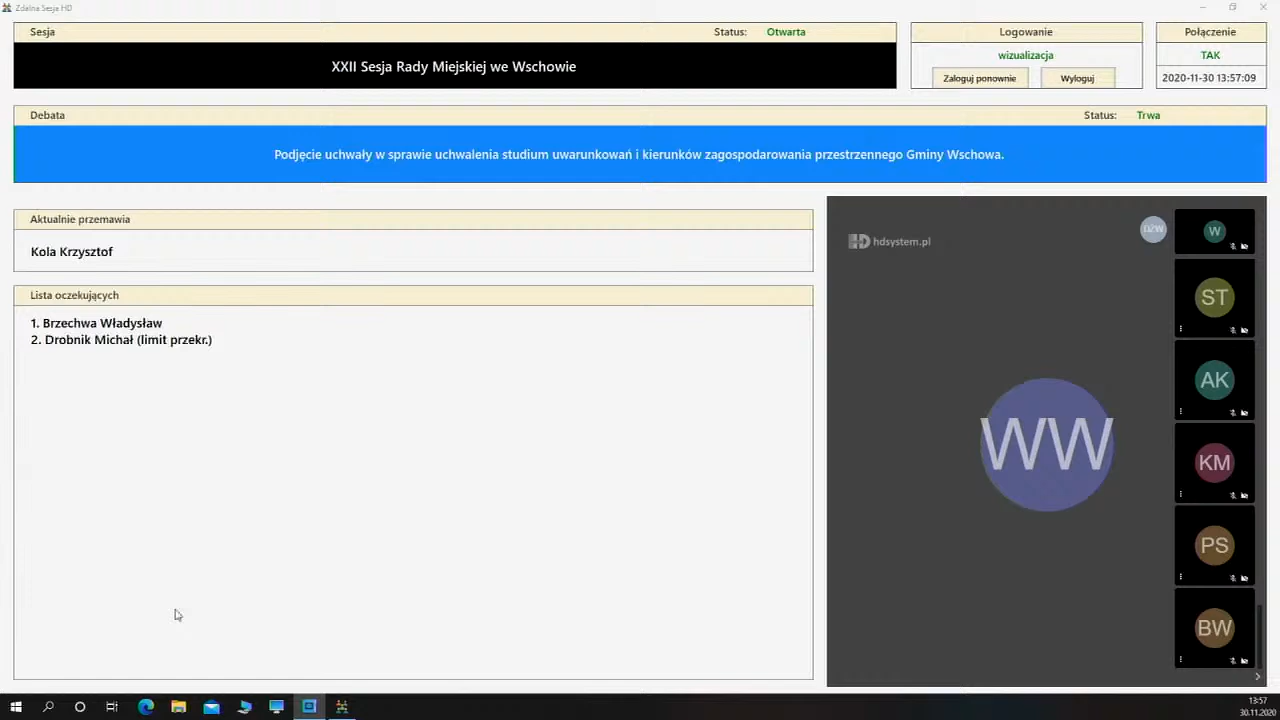 Zdalna Sesja HD
Sesja
Status: Otwarta
XXII Sesja Rady Miejskiej we Wschowie
Logowanie
wizualizacja
Zaloguj ponownie
Wyloguj
Połączenie
TAK
2020-11-30 13:57:09
Debata
Status: Trwa
Podjęcie uchwały w sprawie uchwalenia studium uwarunkowań i kierunków zagospodarowania przestrzennego Gminy Wschowa.
Aktualnie przemawia
Kola Krzysztof
Lista oczekujących
1. Brzechwa Władysław
2. Drobnik Michał (limit przekr.)
HD hdsystem.pl
DŻW
W
ST
AK
KM
PS
BW
WW
13:57
30.11.2020